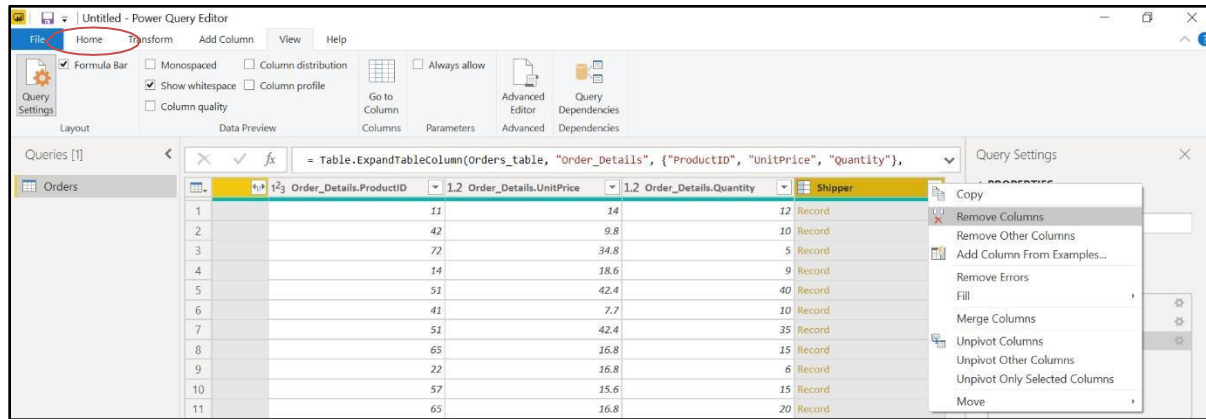 Untitled - Power Query Editor
File Home Transform Add Column View Help
Query Settings
Formula Bar
Layout
Monospaced Column distribution
Show whitespace Column profile
Column quality
Data Preview
Go to Column
Columns
Always allow
Parameters
Advanced Editor
Advanced
Query Dependencies
Dependencies
Queries [1]
Orders
fx = Table.ExpandTableColumn(Orders_table, "Order_Details", {"ProductID", "UnitPrice", "Quantity"},
1²3 Order_Details.ProductID 1.2 Order_Details.UnitPrice 1.2 Order_Details.Quantity Shipper
1 11 14 12 Record
2 42 9.8 10 Record
3 72 34.8 5 Record
4 14 18.6 9 Record
5 51 42.4 40 Record
6 41 7.7 10 Record
7 51 42.4 35 Record
8 65 16.8 15 Record
9 22 16.8 6 Record
10 57 15.6 15 Record
11 65 16.8 20 Record
Query Settings
Copy
Remove Columns
Remove Other Columns
Add Column From Examples...
Remove Errors
Fill
Merge Columns
Unpivot Columns
Unpivot Other Columns
Unpivot Only Selected Columns
Move